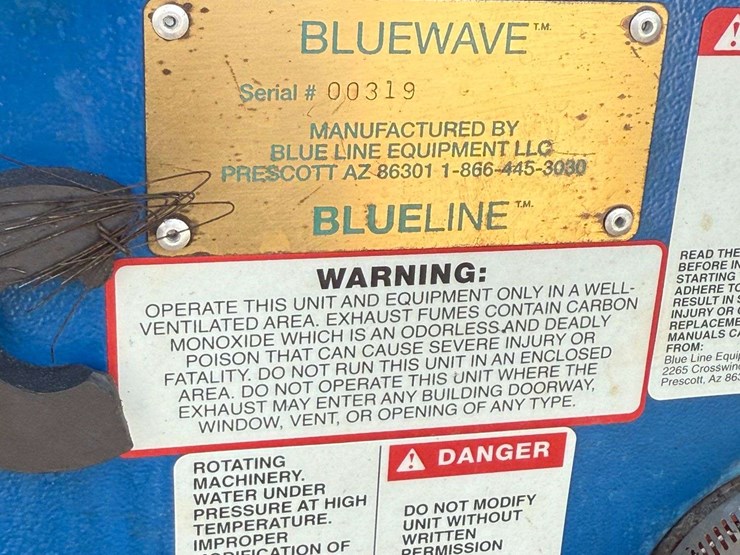 BLUEWAVE™
Serial # 00319
MANUFACTURED BY
BLUE LINE EQUIPMENT LLC
PRESCOTT AZ 86301 1-866-445-3030
BLUELINE™
WARNING:
OPERATE THIS UNIT AND EQUIPMENT ONLY IN A WELL-
VENTILATED AREA. EXHAUST FUMES CONTAIN CARBON
MONOXIDE WHICH IS AN ODORLESS AND DEADLY
POISON THAT CAN CAUSE SEVERE INJURY OR
FATALITY. DO NOT RUN THIS UNIT IN AN ENCLOSED
AREA. DO NOT OPERATE THIS UNIT WHERE THE
EXHAUST MAY ENTER ANY BUILDING DOORWAY,
WINDOW, VENT, OR OPENING OF ANY TYPE.
READ THE
BEFORE
STARTING
ADHERE TO
RESULT IN
INJURY OR
MANUALS
FROM:
Blue Line
2265
Prescott, Az
ROTATING
MACHINERY.
WATER UNDER
PRESSURE AT HIGH
TEMPERATURE.
IMPROPER
OF
DANGER
DO NOT MODIFY
UNIT WITHOUT
WRITTEN
PERMISSION